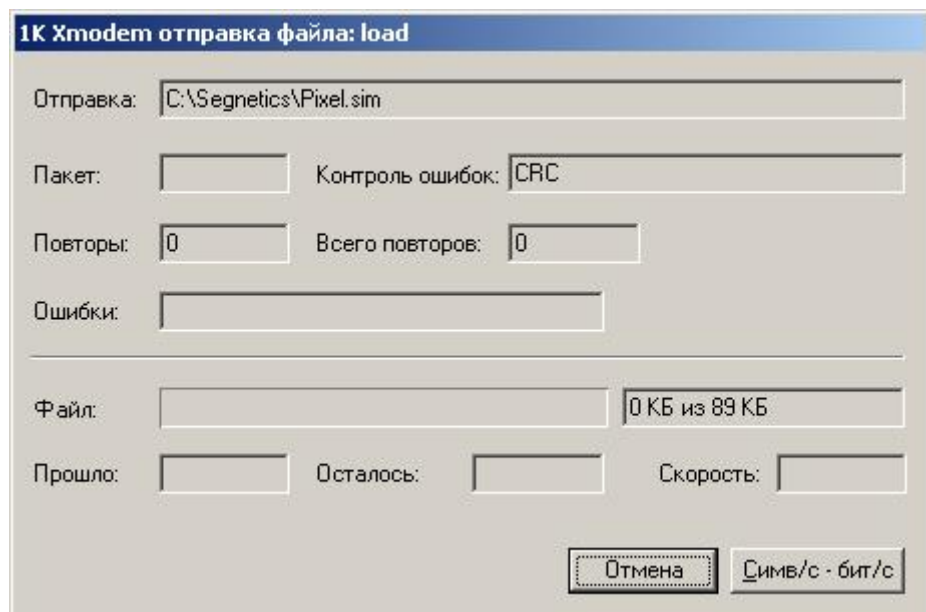 1K Xmodem отправка файла: load
Отправка: C:\Segnetics\Pixel.sim
Пакет: Контроль ошибок: CRC
Повторы: 0 Всего повторов: 0
Ошибки:
Файл: 0 КБ из 89 КБ
Прошло: Осталось: Скорость:
Отмена Симв/с - бит/с